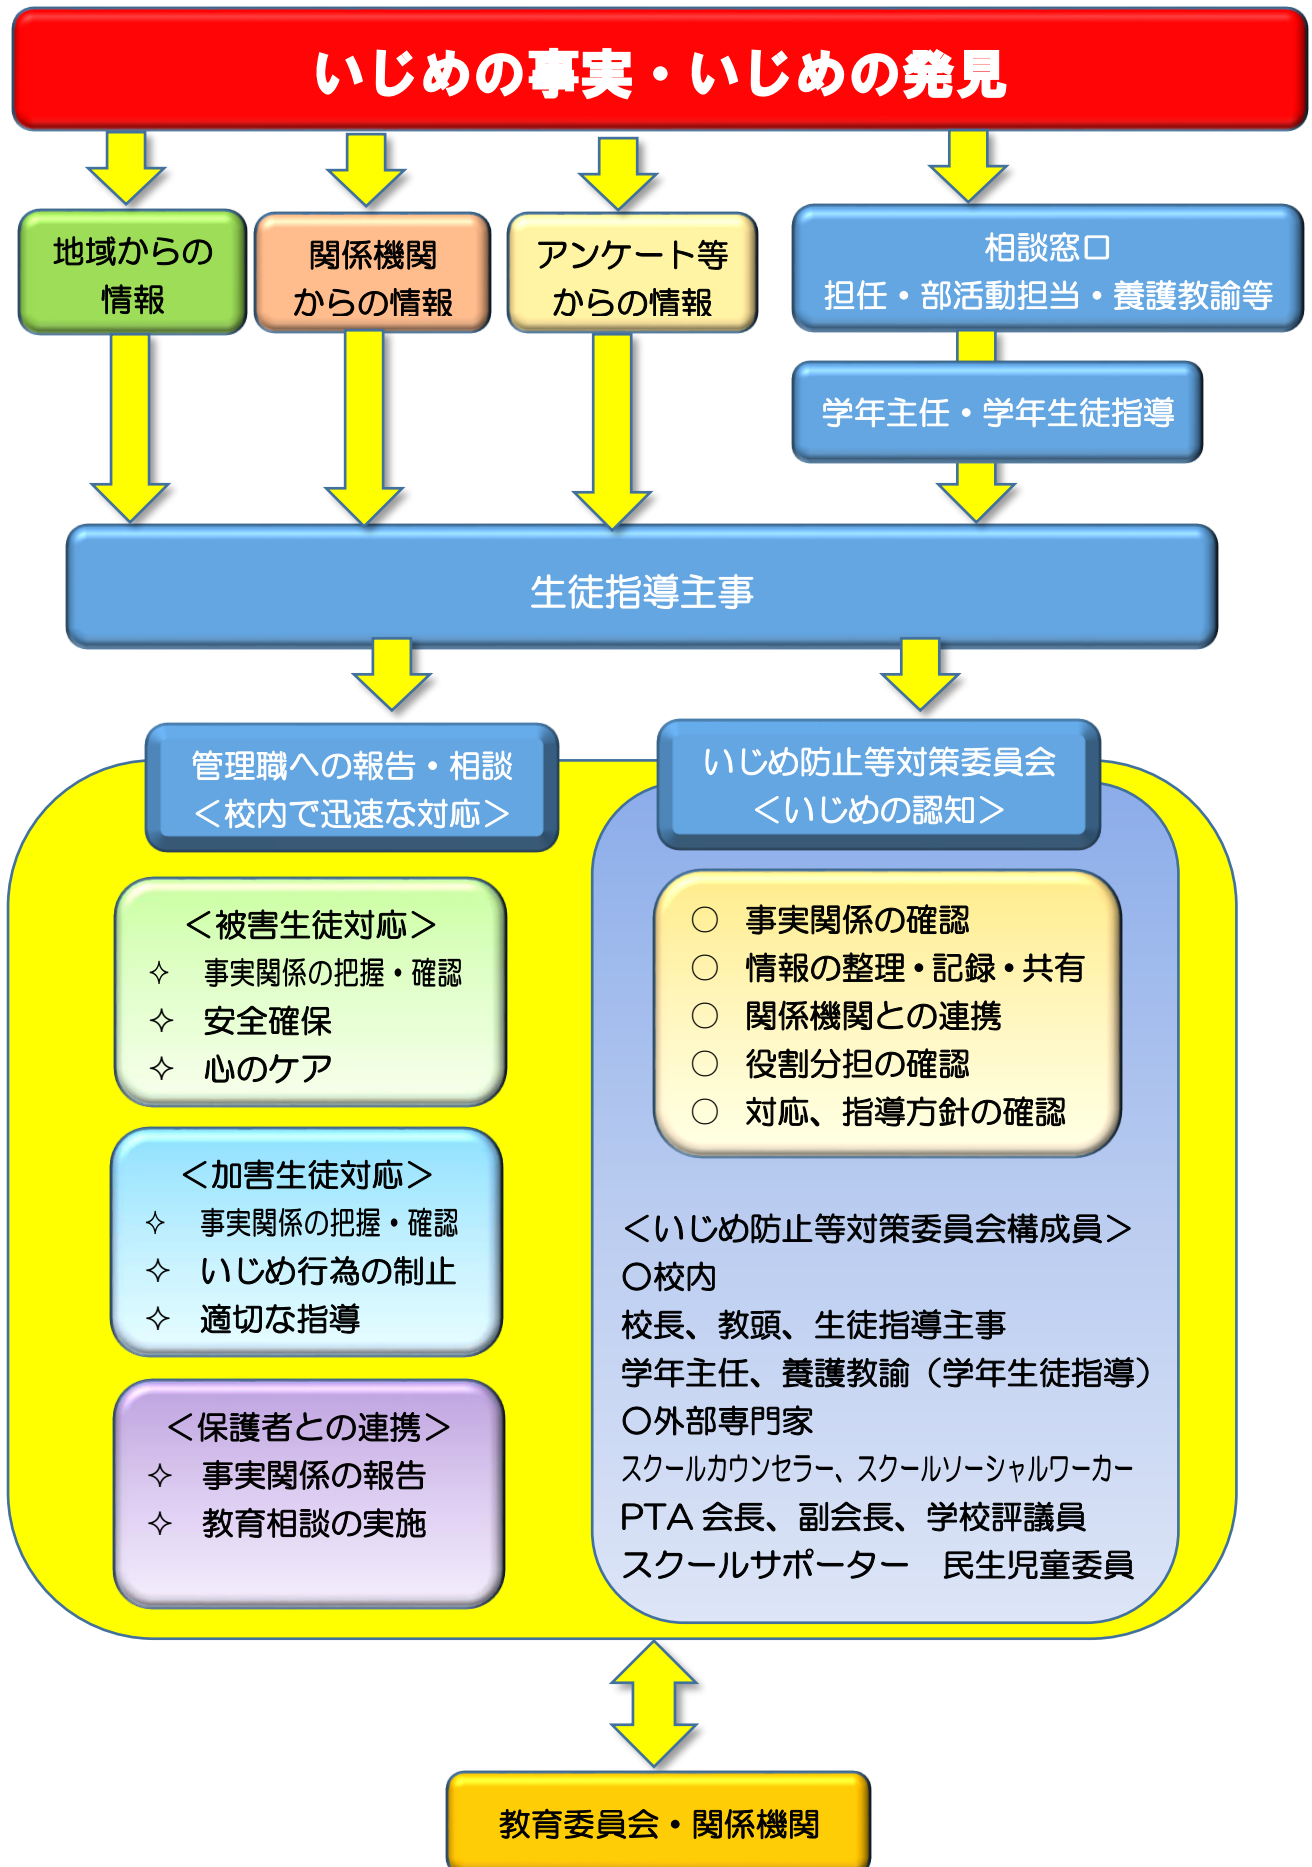 いじめの事実・いじめの発見
地域からの
情報
関係機関
からの情報
アンケート等
からの情報
相談窓口
担任・部活動担当・養護教諭等
学年主任・学年生徒指導
生徒指導主事
管理職への報告・相談
＜校内で迅速な対応＞
＜被害生徒対応＞
✧ 事実関係の把握・確認
✧ 安全確保
✧ 心のケア
＜加害生徒対応＞
✧ 事実関係の把握・確認
✧ いじめ行為の制止
✧ 適切な指導
＜保護者との連携＞
✧ 事実関係の報告
✧ 教育相談の実施
いじめ防止等対策委員会
＜いじめの認知＞
○ 事実関係の確認
○ 情報の整理・記録・共有
○ 関係機関との連携
○ 役割分担の確認
○ 対応、指導方針の確認
＜いじめ防止等対策委員会構成員＞
○校内
校長、教頭、生徒指導主事
学年主任、養護教諭（学年生徒指導）
○外部専門家
スクールカウンセラー、スクールソーシャルワーカー
PTA 会長、副会長、学校評議員
スクールサポーター　民生児童委員
教育委員会・関係機関